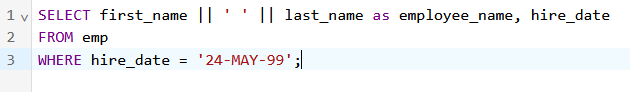 1 SELECT first_name || ' ' || last_name as employee_name, hire_date
2 FROM emp
3 WHERE hire_date = '24-MAY-99';